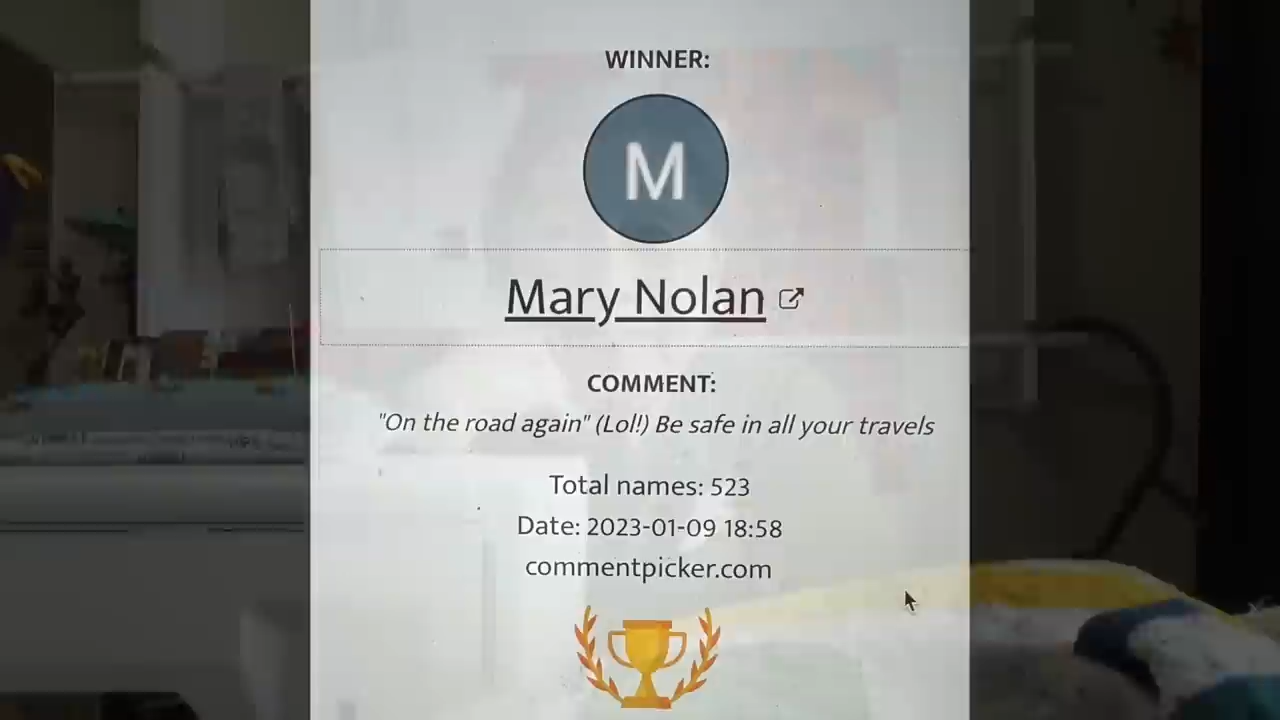 WINNER:
M
Mary Nolan
COMMENT:
"On the road again" (Lol!) Be safe in all your travels
Total names: 523
Date: 2023-01-09 18:58
commentpicker.com